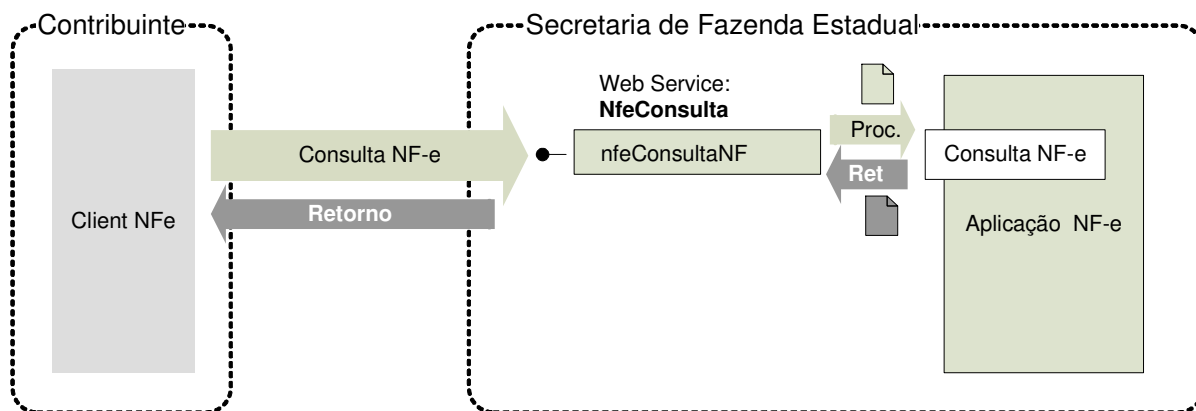 Contribuinte
Secretaria de Fazenda Estadual
Web Service:
NfeConsulta
Proc.
Consulta NF-e
nfeConsultaNF
Consulta NF-e
Ret
Retorno
Client NFe
Aplicação NF-e